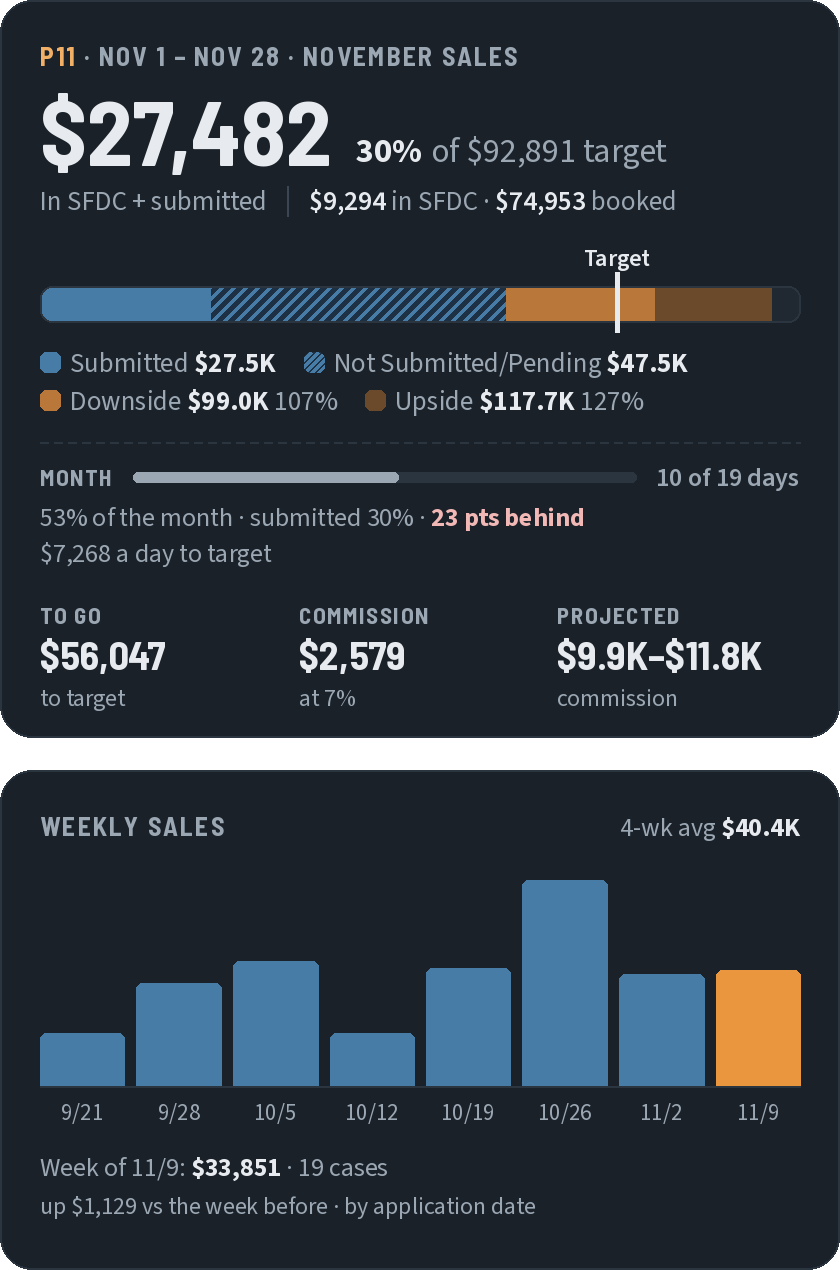 P11 · NOV 1 – NOV 28 · NOVEMBER SALES
$27,482 30% of $92,891 target
In SFDC + submitted $9,294 in SFDC · $74,953 booked
Target
Submitted $27.5K Not Submitted/Pending $47.5K
Downside $99.0K 107% Upside $117.7K 127%
MONTH 10 of 19 days
53% of the month · submitted 30% · 23 pts behind
$7,268 a day to target
TO GO COMMISSION PROJECTED
$56,047 $2,579 $9.9K–$11.8K
to target at 7% commission
WEEKLY SALES 4-wk avg $40.4K
9/21 9/28 10/5 10/12 10/19 10/26 11/2 11/9
Week of 11/9: $33,851 · 19 cases
up $1,129 vs the week before · by application date